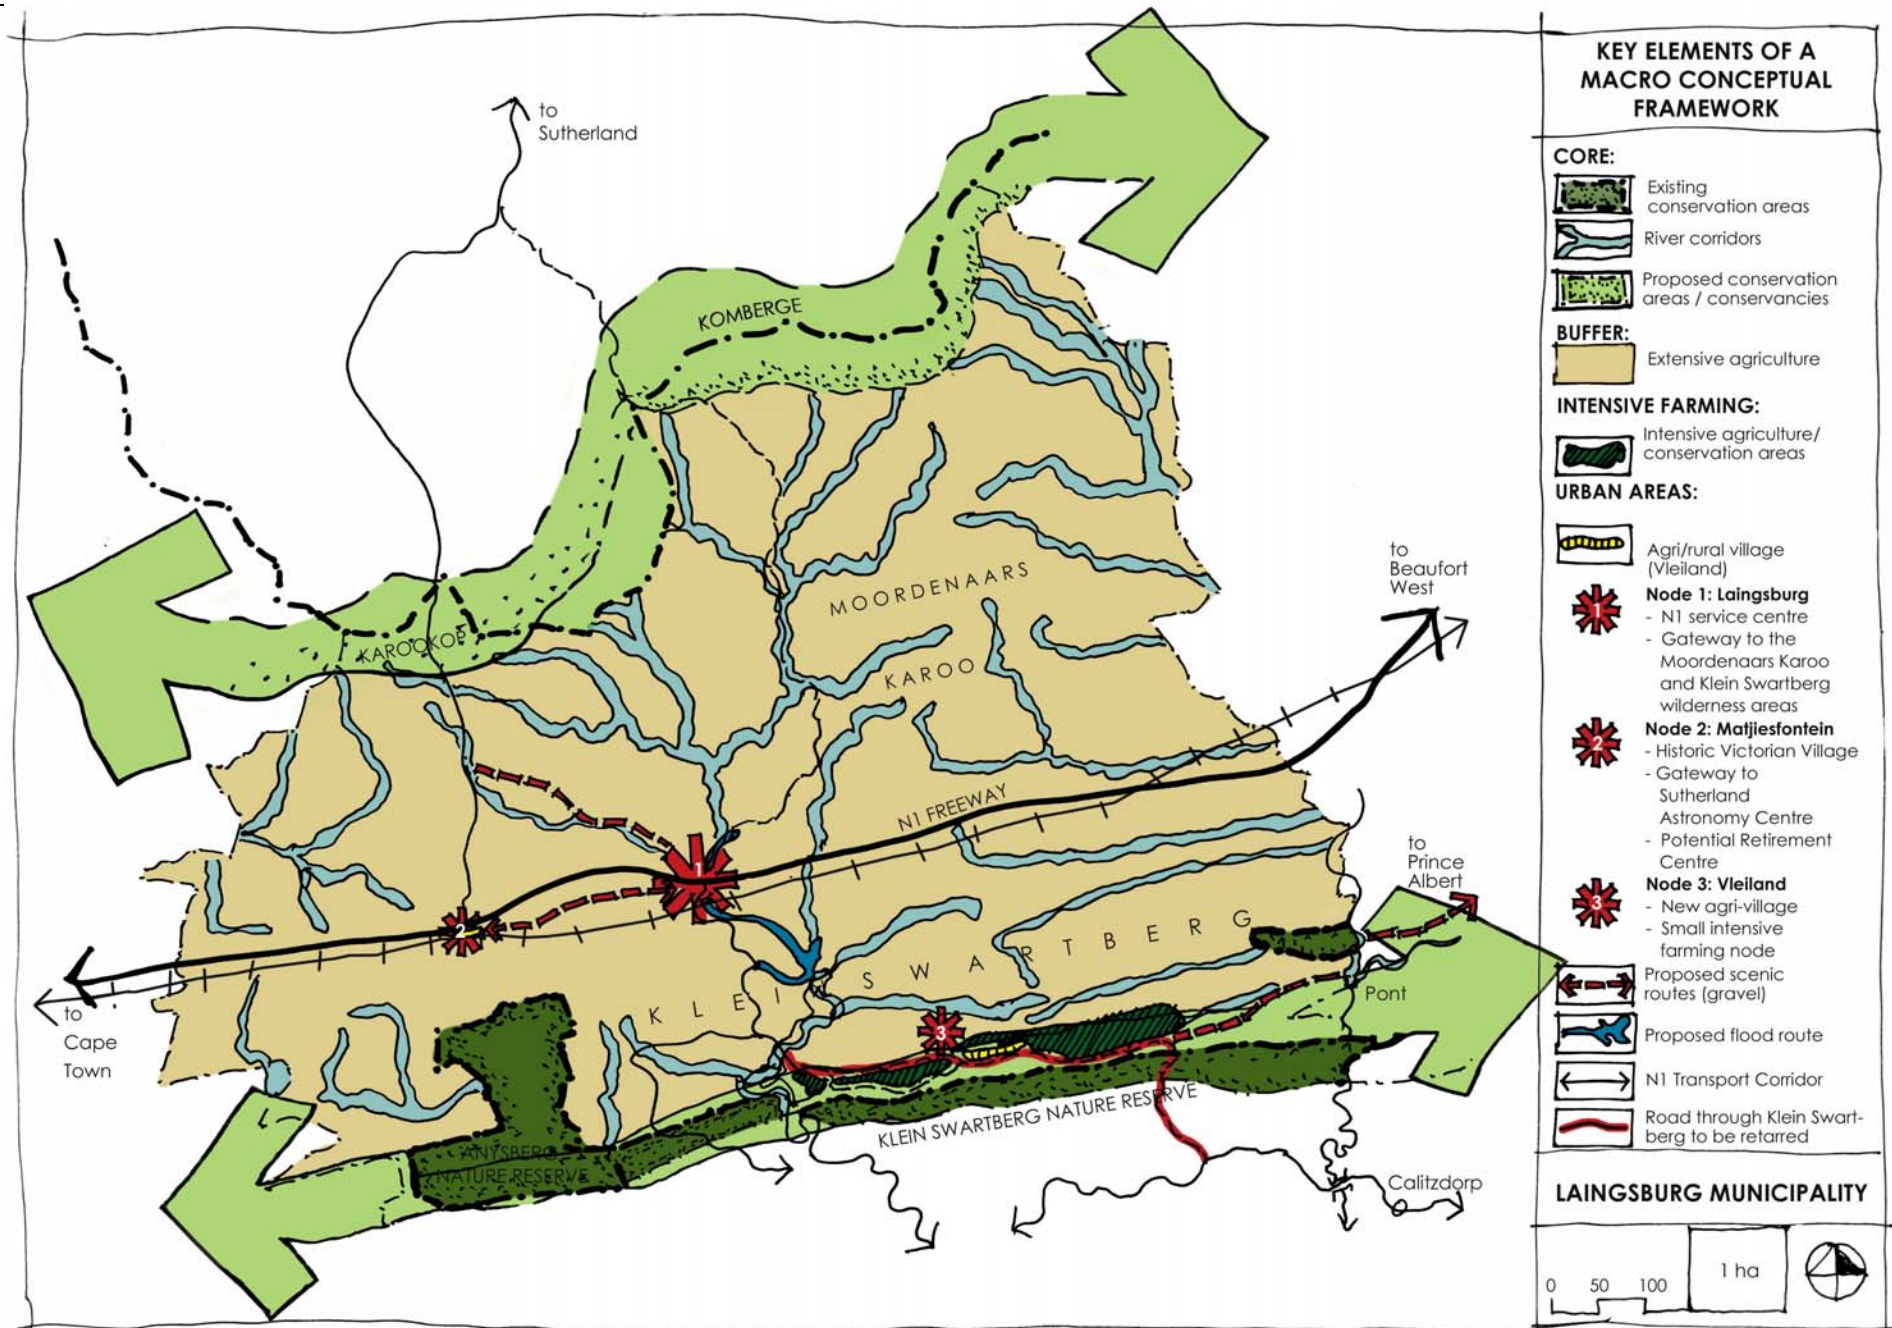 to
Sutherland
KOMBERGE
KAROOKOP
MOORDENAARS
KAROO
to
Beaufort
West
N1 FREEWAY
1
2
to
Prince
Albert
KLEIN SWARTBERG
3
Pont
to
Cape
Town
ANYSBERG
NATURE RESERVE
KLEIN SWARTBERG NATURE RESERVE
Calitzdorp
KEY ELEMENTS OF A
MACRO CONCEPTUAL
FRAMEWORK
CORE:
Existing
conservation areas
River corridors
Proposed conservation
areas / conservancies
BUFFER:
Extensive agriculture
INTENSIVE FARMING:
Intensive agriculture/
conservation areas
URBAN AREAS:
Agri/rural village
(Vleiland)
1
Node 1: Laingsburg
- N1 service centre
- Gateway to the
Moordenaars Karoo
and Klein Swartberg
wilderness areas
2
Node 2: Matjiesfontein
- Historic Victorian Village
- Gateway to
Sutherland
Astronomy Centre
- Potential Retirement
Centre
3
Node 3: Vleiland
- New agri-village
- Small intensive
farming node
Proposed scenic
routes (gravel)
Proposed flood route
N1 Transport Corridor
Road through Klein Swart-
berg to be retarred
LAINGSBURG MUNICIPALITY
0 50 100
1 ha